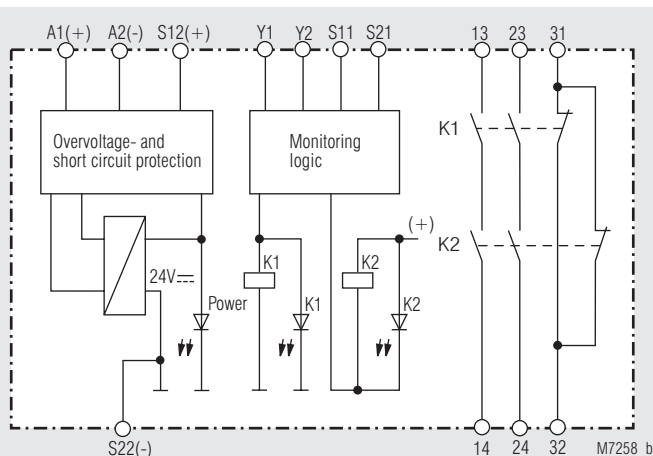 A1(+) A2(-) S12(+) Y1 Y2 S11 S21 13 23 31
Overvoltage- and
short circuit protection
Monitoring
logic
K1
(+)
K2
24V
K1
K2
Power
K1
K2
S22(-)
14 24 32
M7258 b